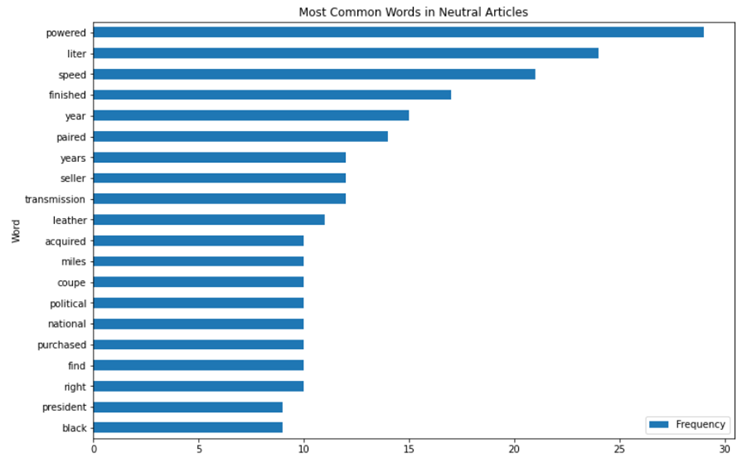 Most Common Words in Neutral Articles
powered
liter
speed
finished
year
paired
years
seller
transmission
leather
acquired
miles
coupe
political
national
purchased
find
right
president
black
Word
Frequency
0 5 10 15 20 25 30